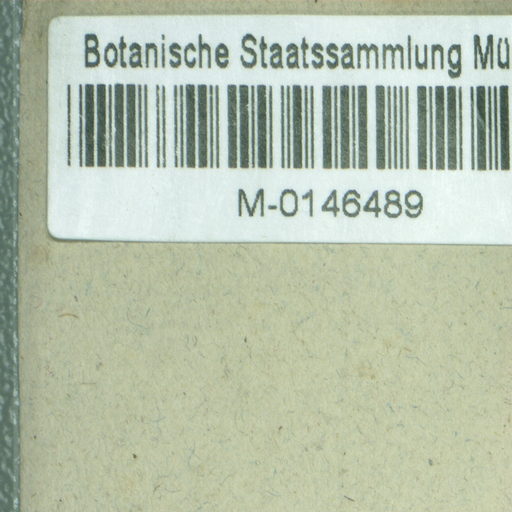 Botanische Staatssammlung Mü
M-0146489